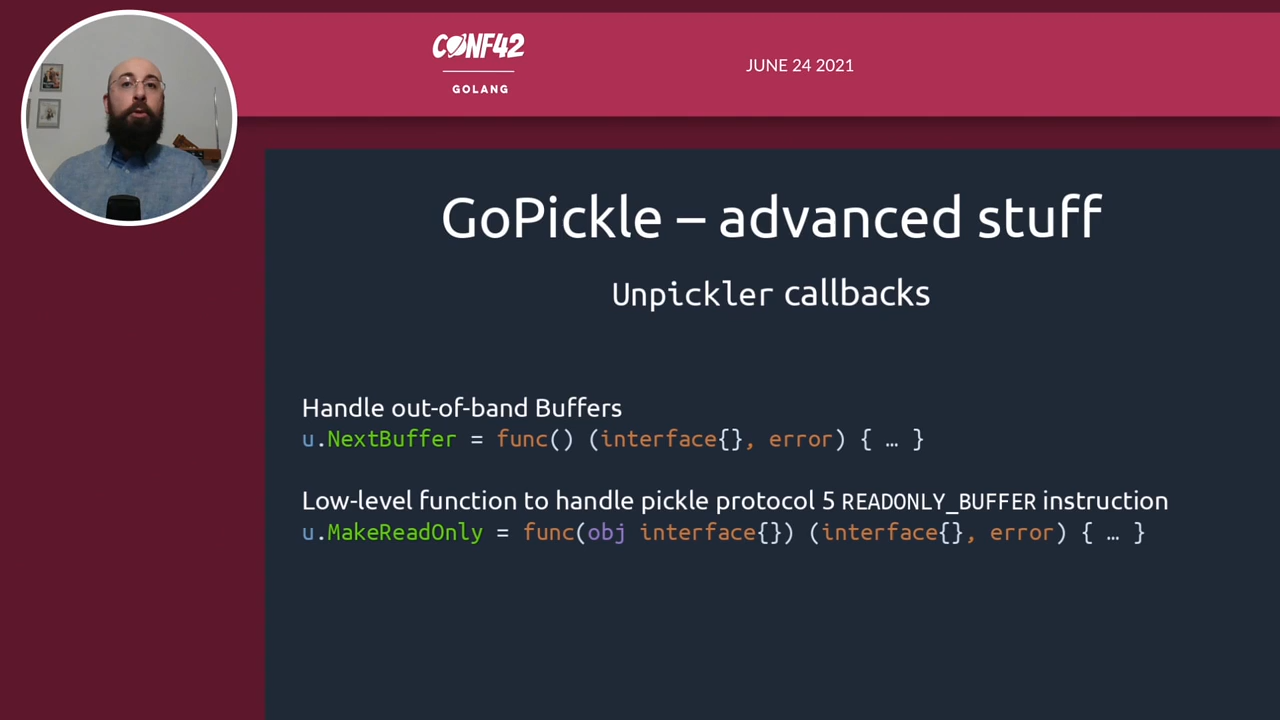 CONF42
GOLANG
JUNE 24 2021
GoPickle – advanced stuff
Unpickler callbacks
Handle out-of-band Buffers
u.NextBuffer = func() (interface{}, error) { … }
Low-level function to handle pickle protocol 5 READONLY_BUFFER instruction
u.MakeReadOnly = func(obj interface{}) (interface{}, error) { … }